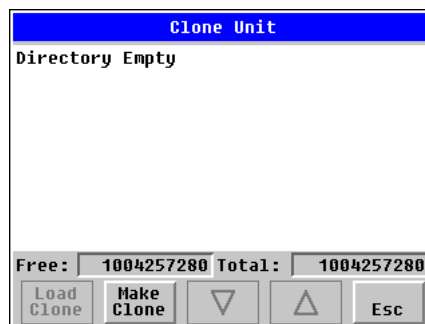 Clone Unit
Directory Empty
Free: 1004257280 Total: 1004257280
Load Clone Make Clone Esc